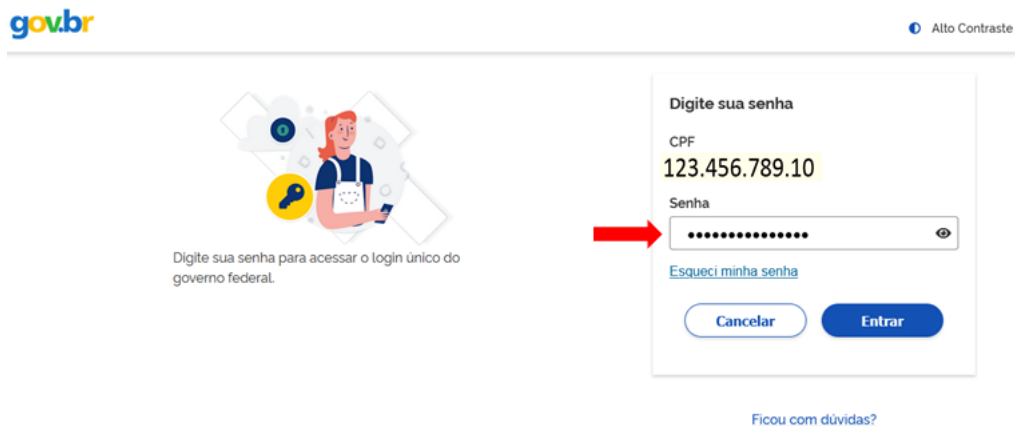 gov.br
Alto Contraste
Digite sua senha
CPF
123.456.789.10
Senha
•••••••••••••••
Esqueci minha senha
Cancelar
Entrar
Digite sua senha para acessar o login único do
governo federal.
Ficou com dúvidas?